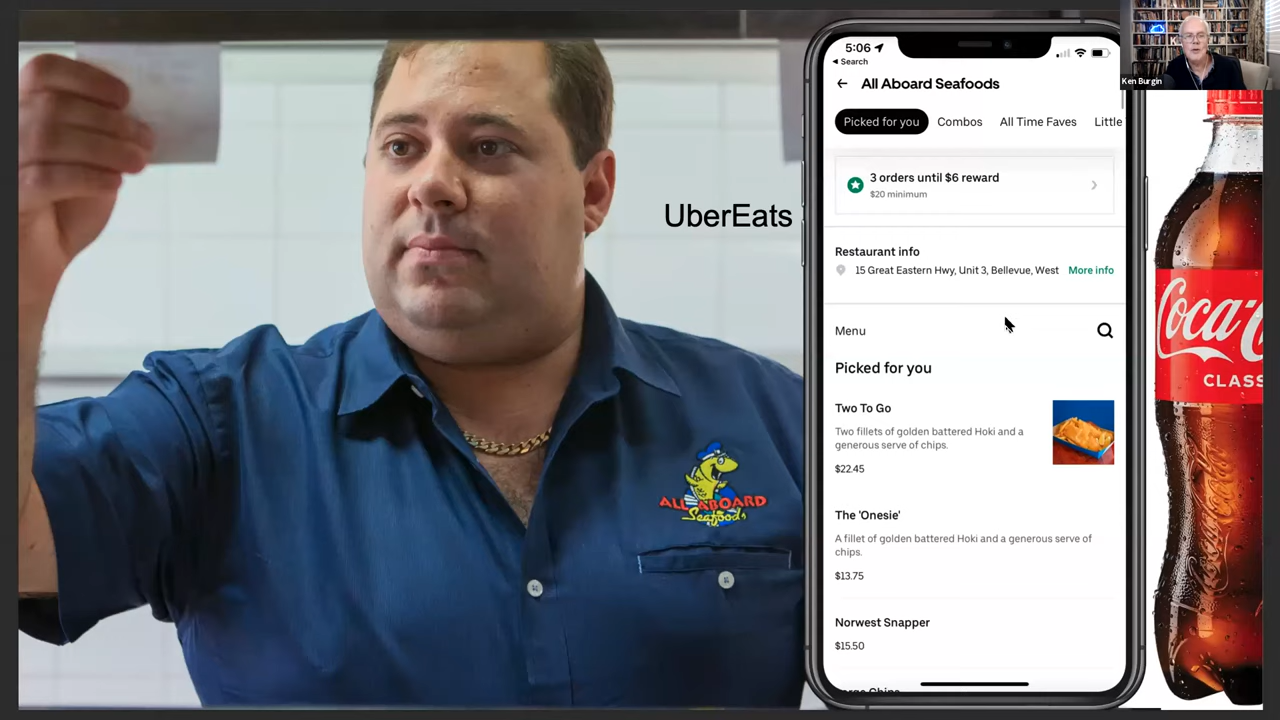 5:06
Search
All Aboard Seafoods
Picked for you
Combos
All Time Faves
Little
3 orders until $6 reward
$20 minimum
Restaurant info
15 Great Eastern Hwy, Unit 3, Bellevue, West
More info
Menu
Picked for you
Two To Go
Two fillets of golden battered Hoki and a
generous serve of chips.
$22.45
The 'Onesie'
A fillet of golden battered Hoki and a generous serve of
chips.
$13.75
Norwest Snapper
$15.50
UberEats
ALL ABOARD
Seafoods
Ken Burgin
Coca-C
CLASS